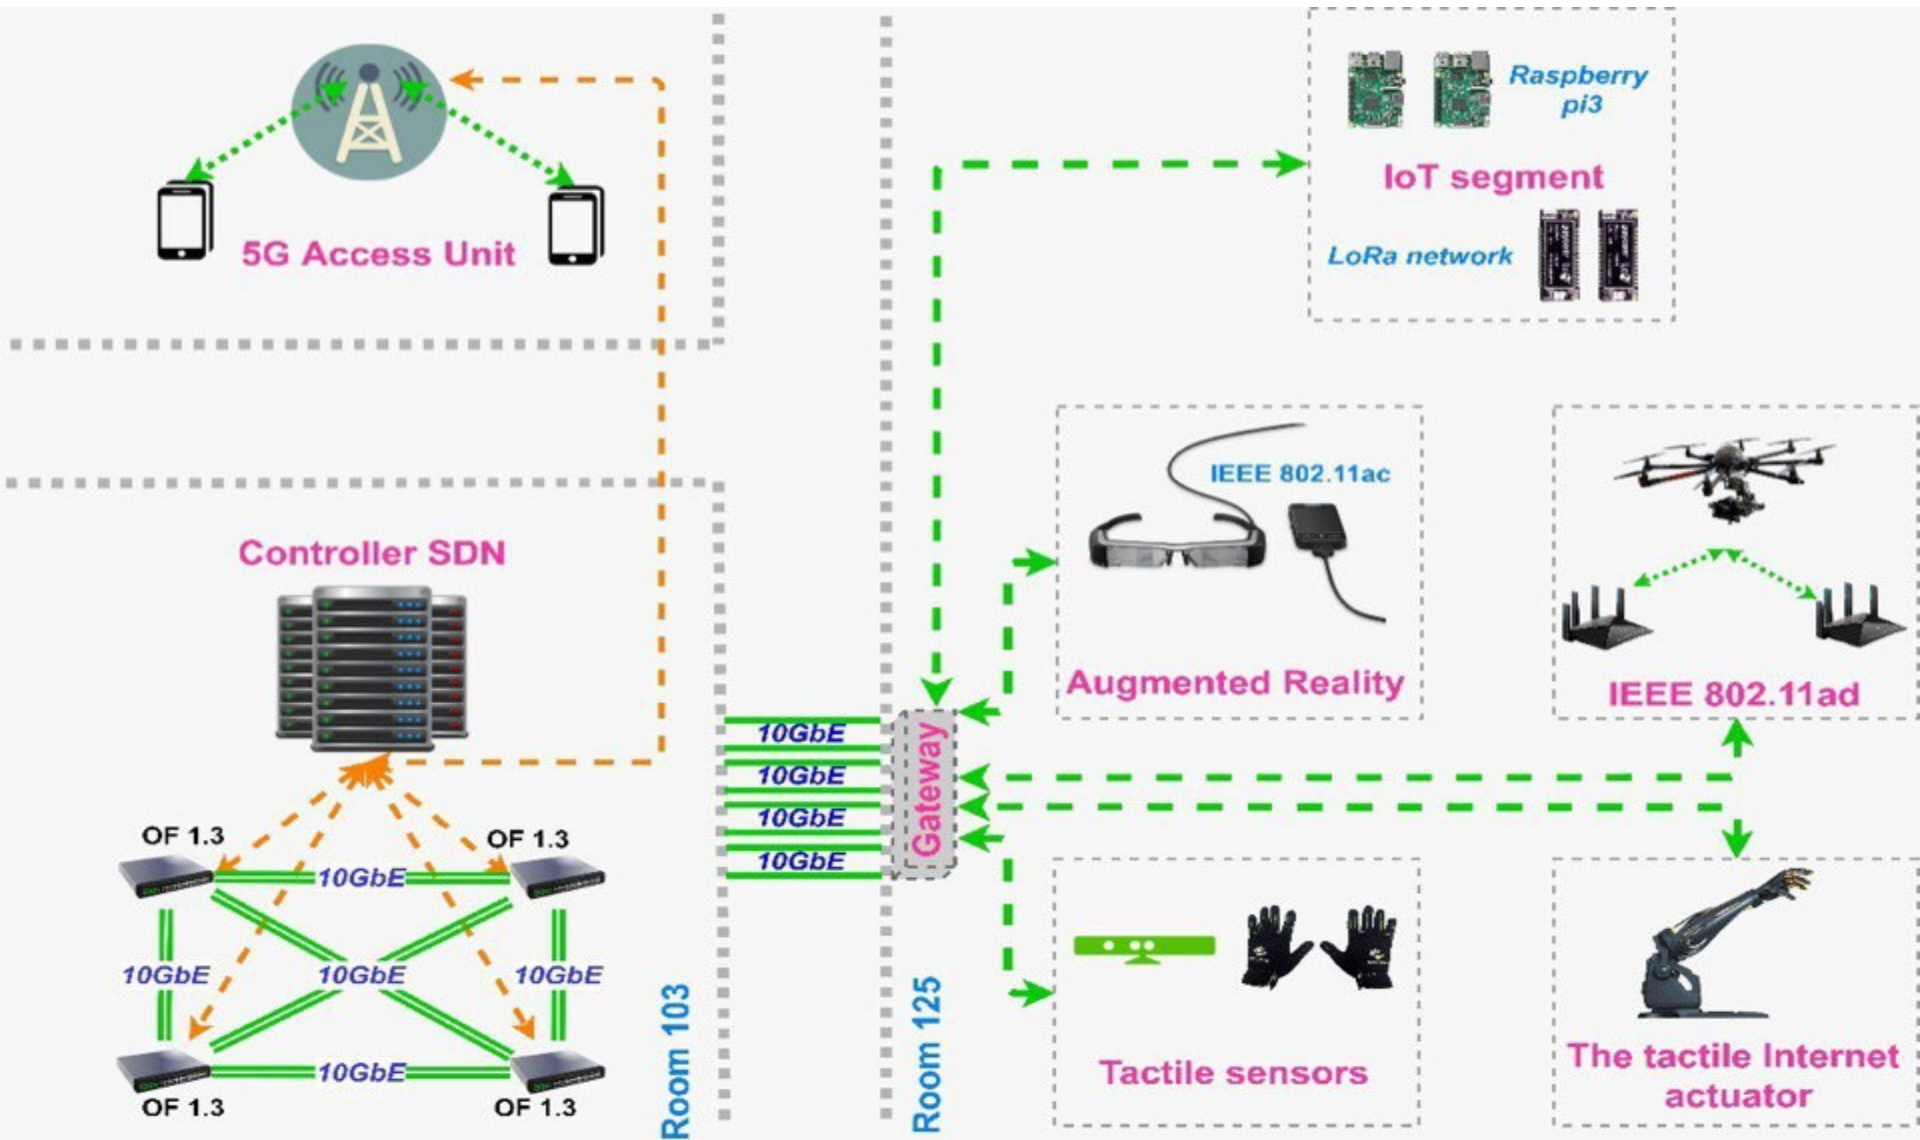 Raspberry
pi3
IoT segment
LoRa network
5G Access Unit
IEEE 802.11ac
Augmented Reality
IEEE 802.11ad
Controller SDN
10GbE
10GbE
10GbE
10GbE
Gateway
OF 1.3
OF 1.3
10GbE
10GbE
10GbE
10GbE
10GbE
OF 1.3
OF 1.3
Room 103
Room 125
Tactile sensors
The tactile Internet
actuator